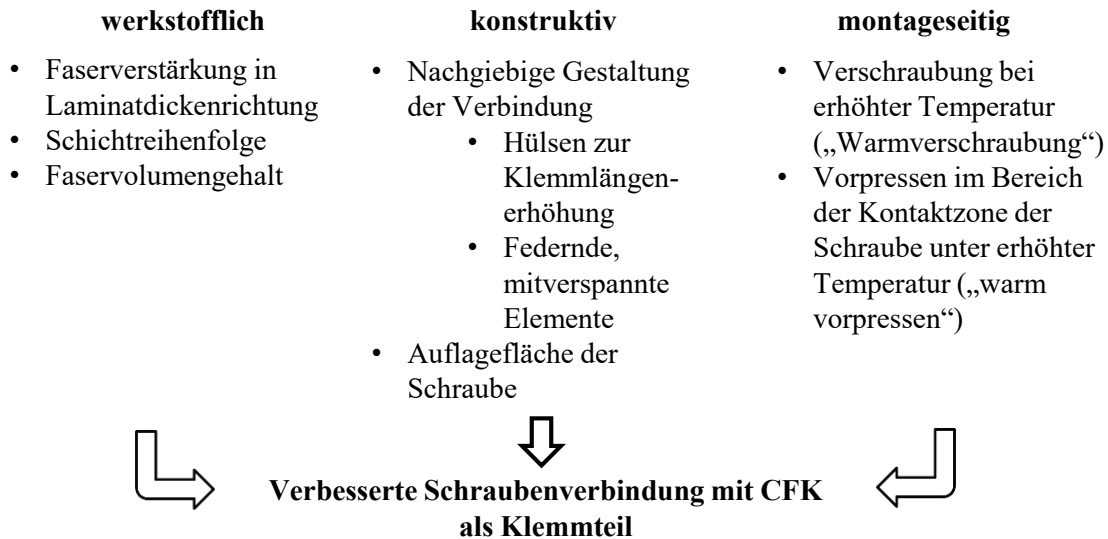 werkstofflich
• Faserverstärkung in
Laminatdickenrichtung
• Schichtreihenfolge
• Faservolumengehalt
konstruktiv
• Nachgiebige Gestaltung
der Verbindung
• Hülsen zur
Klemmlängen-
erhöhung
• Federnde,
mitverspannte
Elemente
• Auflagefläche der
Schraube
montageseitig
• Verschraubung bei
erhöhter Temperatur
(„Warmverschraubung“)
• Vorpressen im Bereich
der Kontaktzone der
Schraube unter erhöhter
Temperatur („warm
vorpressen“)
Verbesserte Schraubenverbindung mit CFK
als Klemmteil